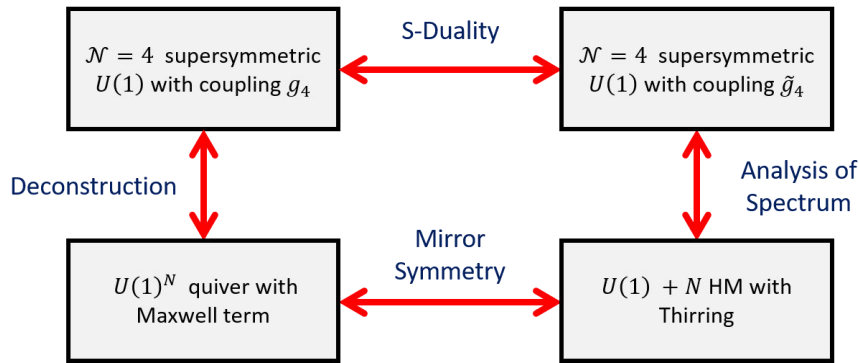 S-Duality
𝒩 = 4 supersymmetric
U(1) with coupling g₄
𝒩 = 4 supersymmetric
U(1) with coupling g̃₄
Deconstruction
Analysis of
Spectrum
Mirror
Symmetry
U(1)ᴺ quiver with
Maxwell term
U(1) + N HM with
Thirring